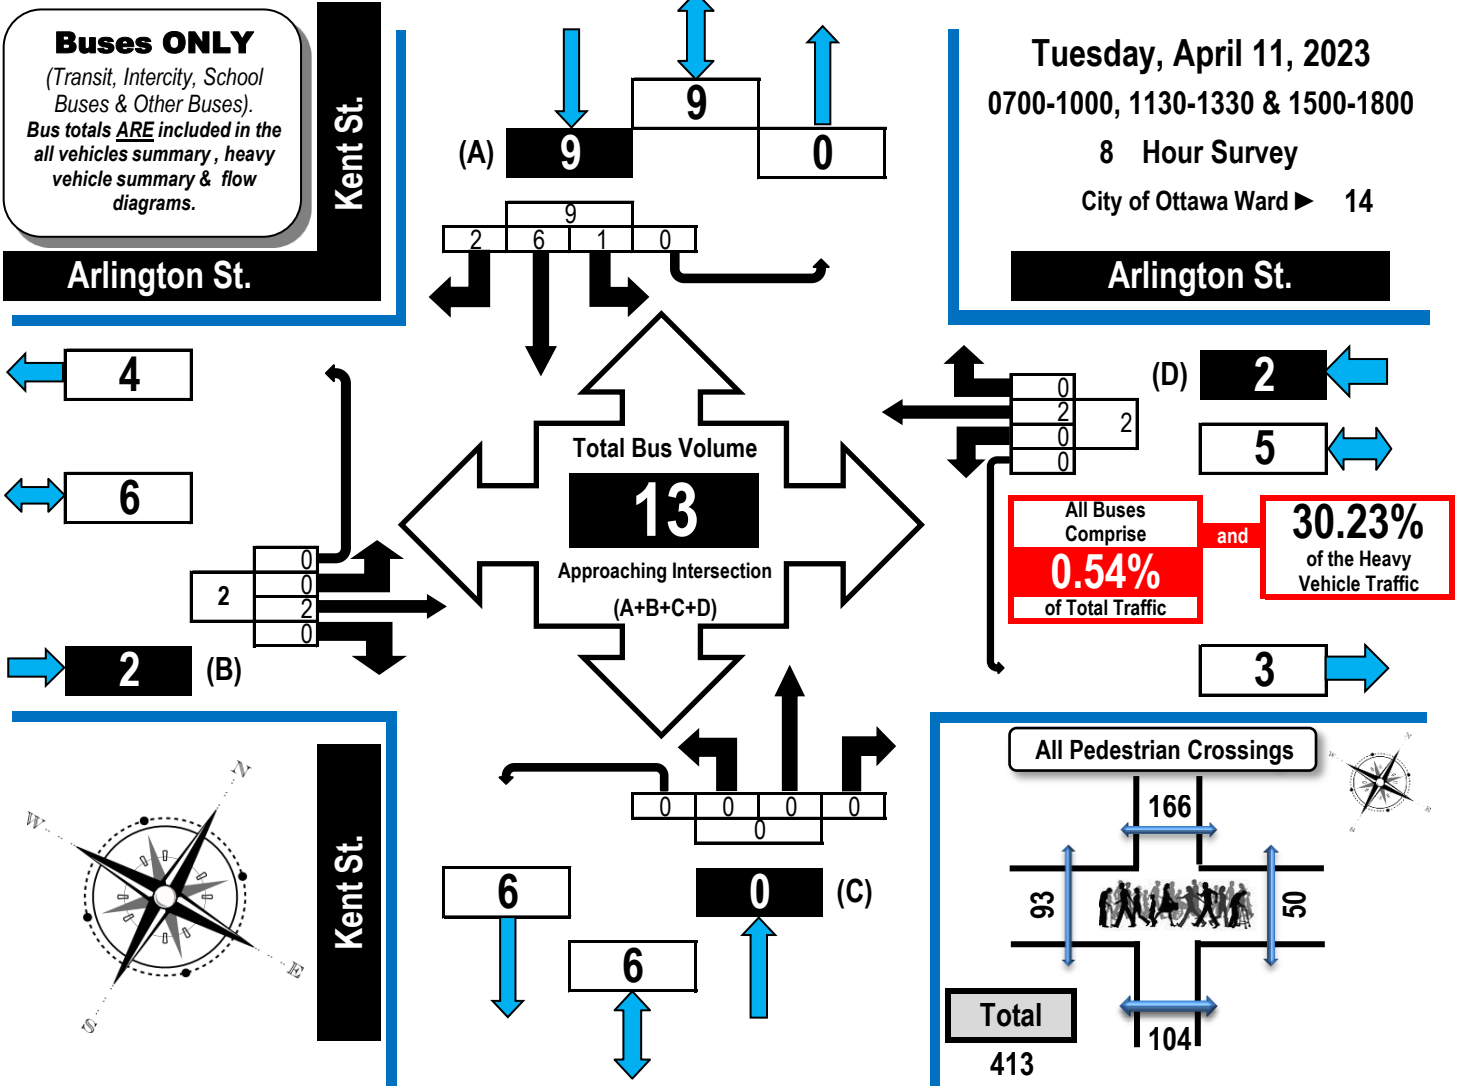 Buses ONLY
(Transit, Intercity, School
Buses & Other Buses).
Bus totals ARE included in the
all vehicles summary , heavy
vehicle summary & flow
diagrams.
Kent St.
Arlington St.
9
(A) 9 0
9
2 6 1 0
Tuesday, April 11, 2023
0700-1000, 1130-1330 & 1500-1800
8 Hour Survey
City of Ottawa Ward ► 14
Arlington St.
4
6
0
0
2
2
0
2 (B)
Total Bus Volume
13
Approaching Intersection
(A+B+C+D)
(D) 2
0
2
2
0
0
5
All Buses
Comprise
0.54%
of Total Traffic
and
30.23%
of the Heavy
Vehicle Traffic
3
N
W
E
S
Kent St.
0 0 0 0
0
6 0 (C)
6
All Pedestrian Crossings
N
W
E
S
166
93
50
104
Total
413